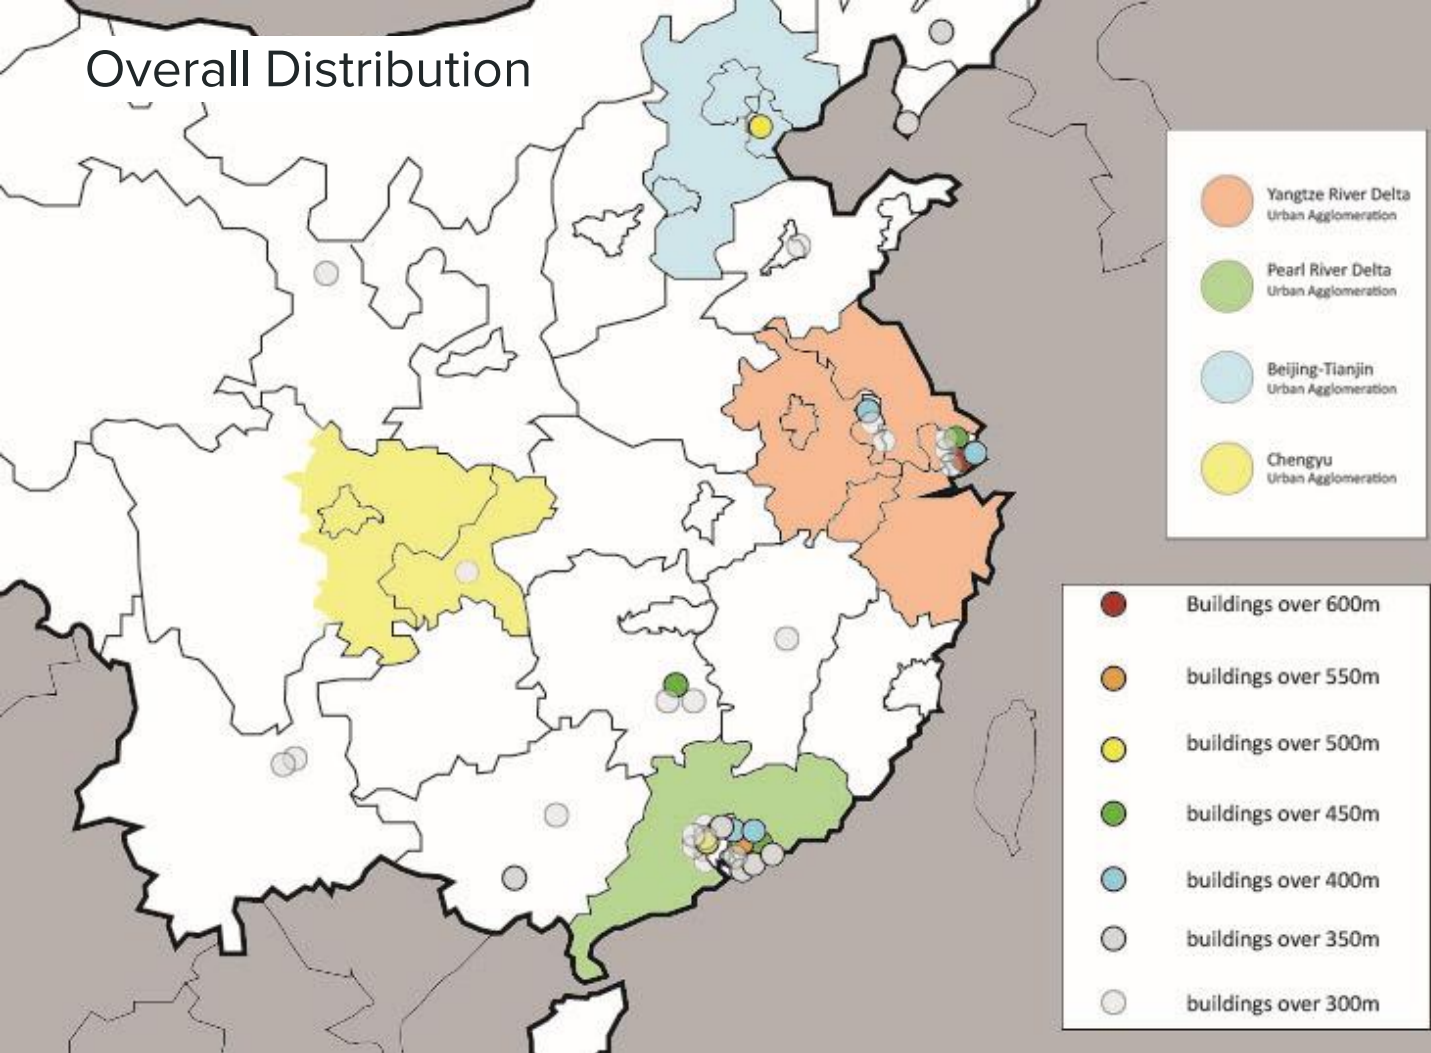 Overall Distribution
Yangtze River Delta
Urban Agglomeration
Pearl River Delta
Urban Agglomeration
Beijing-Tianjin
Urban Agglomeration
Chengyu
Urban Agglomeration
Buildings over 600m
buildings over 550m
buildings over 500m
buildings over 450m
buildings over 400m
buildings over 350m
buildings over 300m